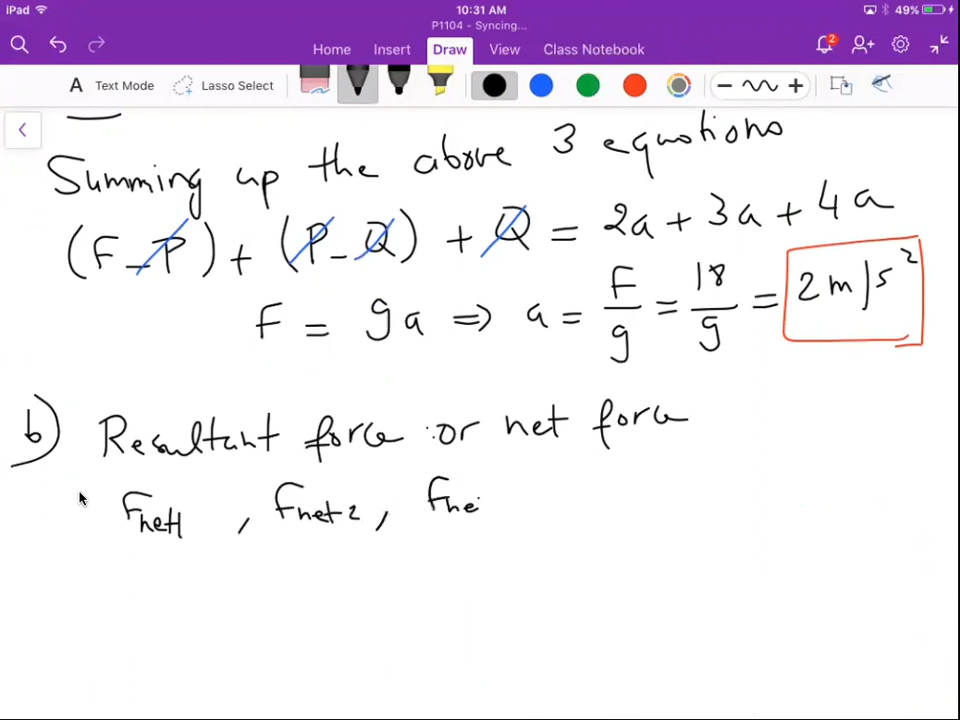 iPad 10:31 AM 49%
P1104 - Syncing...
Home Insert Draw View Class Notebook 2
A Text Mode Lasso Select
Summing up the above 3 equations
(F - P) + (P - Q) + Q = 2a + 3a + 4a
F = 9a ⇒ a = F/9 = 18/9 = 2 m/s²
b) Resultant force or net force
Fnet1 , Fnet2 , Fne